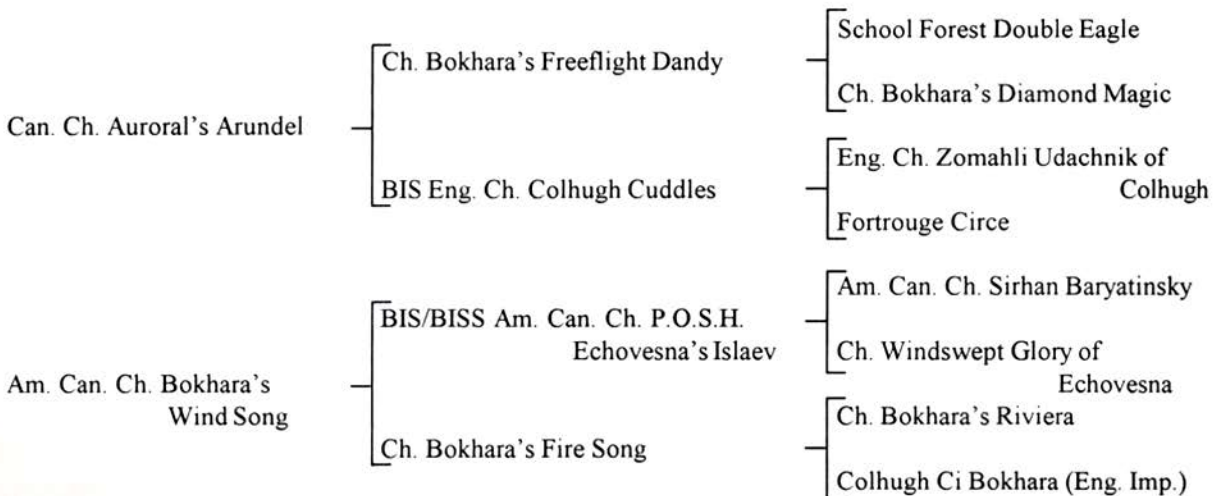 School Forest Double Eagle
Ch. Bokhara's Freeflight Dandy
Ch. Bokhara's Diamond Magic
Can. Ch. Auroral's Arundel
Eng. Ch. Zomahli Udachnik of
Colhugh
BIS Eng. Ch. Colhugh Cuddles
Fortrouge Circe
Am. Can. Ch. Sirhan Baryatinsky
BIS/BISS Am. Can. Ch. P.O.S.H.
Echovesna's Islaev
Ch. Windswept Glory of
Echovesna
Am. Can. Ch. Bokhara's
Wind Song
Ch. Bokhara's Riviera
Ch. Bokhara's Fire Song
Colhugh Ci Bokhara (Eng. Imp.)